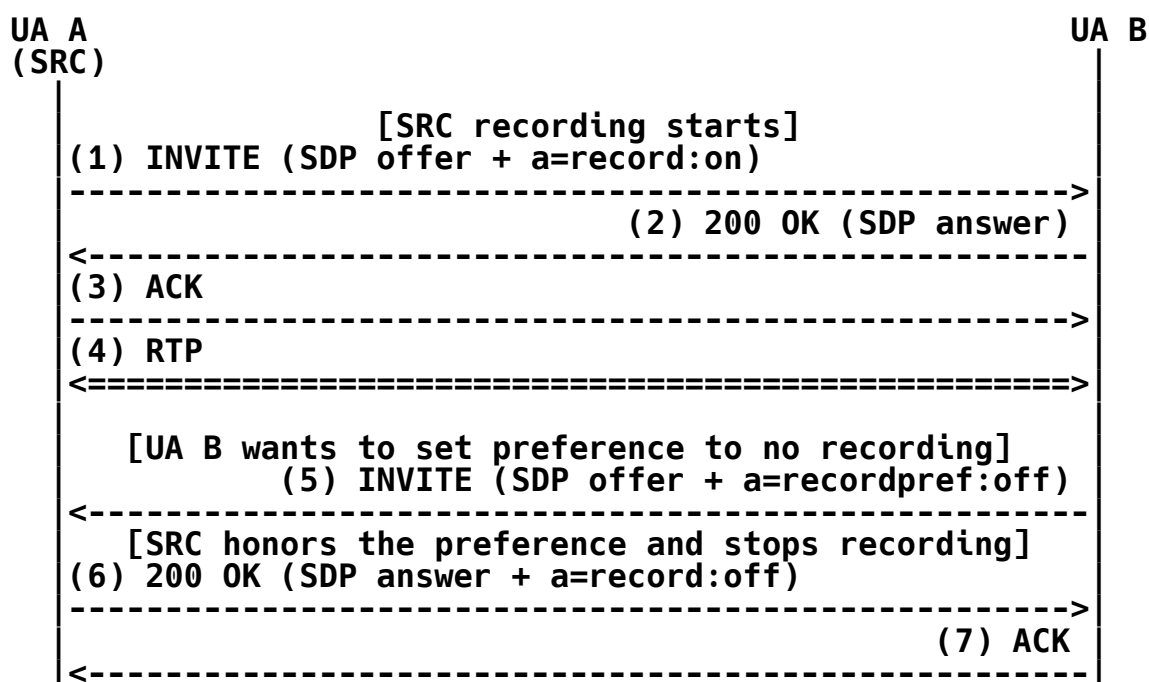 UA A UA B
(SRC)
[SRC recording starts]
(1) INVITE (SDP offer + a=record:on)
(2) 200 OK (SDP answer)
(3) ACK
(4) RTP
[UA B wants to set preference to no recording]
(5) INVITE (SDP offer + a=recordpref:off)
[SRC honors the preference and stops recording]
(6) 200 OK (SDP answer + a=record:off)
(7) ACK